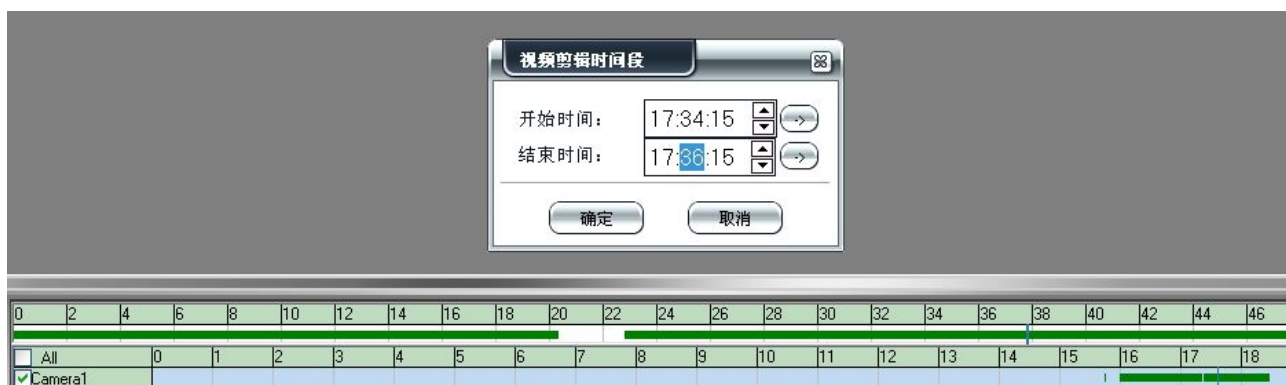 视频剪辑时间段
开始时间： 17:34:15 ->
结束时间： 17:36:15 ->
确定 取消
0 2 4 6 8 10 12 14 16 18 20 22 24 26 28 30 32 34 36 38 40 42 44 46
All 0 1 2 3 4 5 6 7 8 9 10 11 12 13 14 15 16 17 18
Camera1